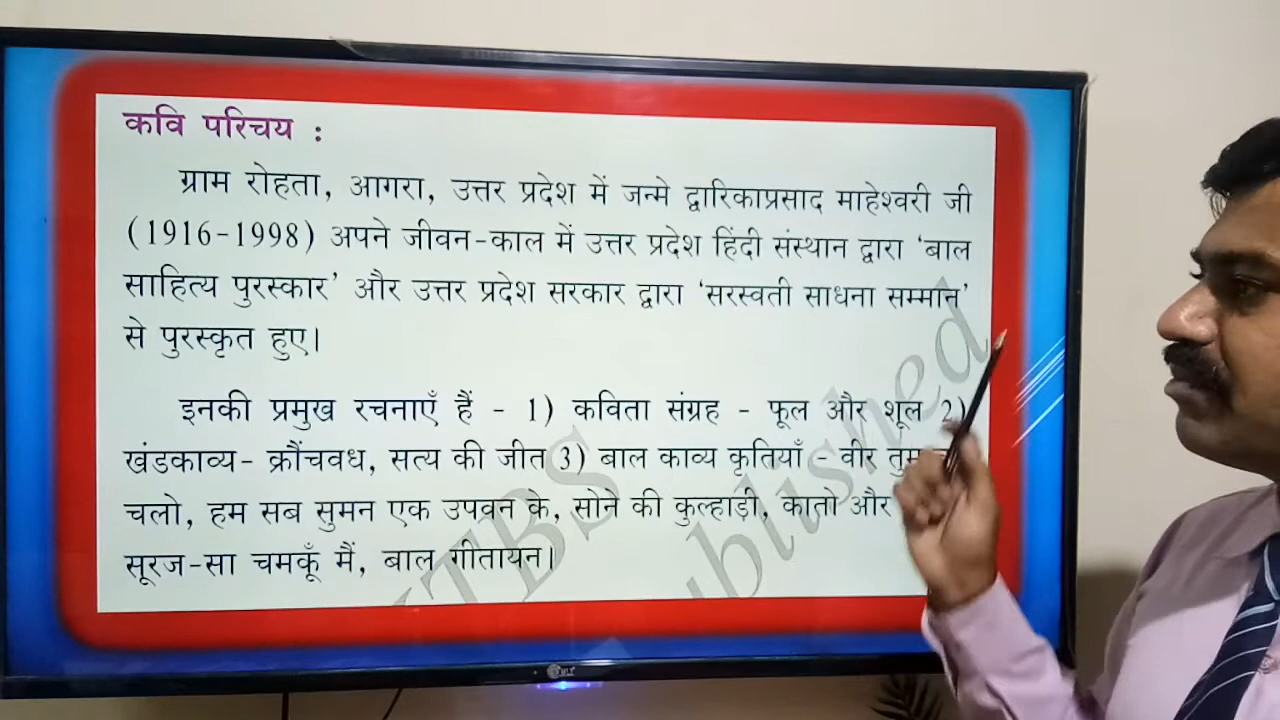 कवि परिचय :
ग्राम रोहता, आगरा, उत्तर प्रदेश में जन्मे द्वारिकाप्रसाद माहेश्वरी जी
(1916-1998) अपने जीवन-काल में उत्तर प्रदेश हिंदी संस्थान द्वारा ‘बाल
साहित्य पुरस्कार’ और उत्तर प्रदेश सरकार द्वारा ‘सरस्वती साधना सम्मान’
से पुरस्कृत हुए।
इनकी प्रमुख रचनाएँ हैं - 1) कविता संग्रह - फूल और शूल 2)
खंडकाव्य- क्रौंचवध, सत्य की जीत 3) बाल काव्य कृतियाँ - वीर तुम
चलो, हम सब सुमन एक उपवन के, सोने की कुल्हाड़ी, कातो और
सूरज-सा चमकूँ मैं, बाल गीतायन।
KTBS
ublished